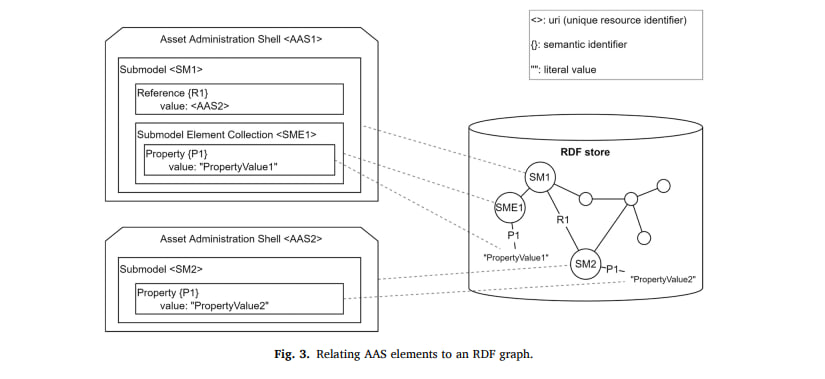 Asset Administration Shell <AAS1>
Submodel <SM1>
Reference {R1}
value: <AAS2>
Submodel Element Collection <SME1>
Property {P1}
value: "PropertyValue1"
Asset Administration Shell <AAS2>
Submodel <SM2>
Property {P1}
value: "PropertyValue2"
<>: uri (unique resource identifier)
{}: semantic identifier
"": literal value
RDF store
SM1
SME1
R1
P1
"PropertyValue1"
SM2
P1
"PropertyValue2"
Fig. 3. Relating AAS elements to an RDF graph.